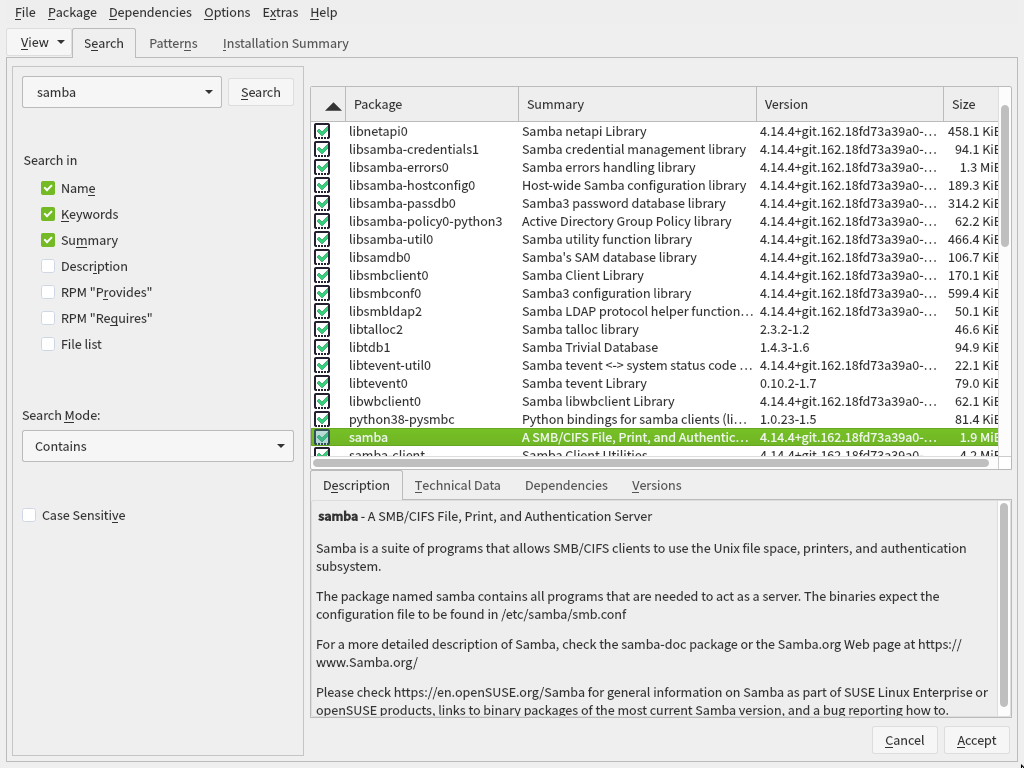 File Package Dependencies Options Extras Help
View Search Patterns Installation Summary
samba Search
Search in
Name
Keywords
Summary
Description
RPM "Provides"
RPM "Requires"
File list
Search Mode:
Contains
Case Sensitive
Package Summary Version Size
libnetapi0 Samba netapi Library 4.14.4+git.162.18fd73a39a0-... 458.1 KiB
libsamba-credentials1 Samba credential management library 4.14.4+git.162.18fd73a39a0-... 94.1 KiB
libsamba-errors0 Samba errors handling library 4.14.4+git.162.18fd73a39a0-... 1.3 MiB
libsamba-hostconfig0 Host-wide Samba configuration library 4.14.4+git.162.18fd73a39a0-... 189.3 KiB
libsamba-passdb0 Samba3 password database library 4.14.4+git.162.18fd73a39a0-... 314.2 KiB
libsamba-policy0-python3 Active Directory Group Policy library 4.14.4+git.162.18fd73a39a0-... 62.2 KiB
libsamba-util0 Samba utility function library 4.14.4+git.162.18fd73a39a0-... 466.4 KiB
libsamdb0 Samba's SAM database library 4.14.4+git.162.18fd73a39a0-... 106.7 KiB
libsmbclient0 Samba Client Library 4.14.4+git.162.18fd73a39a0-... 170.1 KiB
libsmbconf0 Samba3 configuration library 4.14.4+git.162.18fd73a39a0-... 599.4 KiB
libsmbldap2 Samba LDAP protocol helper function... 4.14.4+git.162.18fd73a39a0-... 50.1 KiB
libtalloc2 Samba talloc library 2.3.2-1.2 46.6 KiB
libtdb1 Samba Trivial Database 1.4.3-1.6 94.9 KiB
libtevent-util0 Samba tevent <-> system status code ... 4.14.4+git.162.18fd73a39a0-... 22.1 KiB
libtevent0 Samba tevent Library 0.10.2-1.7 79.0 KiB
libwbclient0 Samba libwbclient Library 4.14.4+git.162.18fd73a39a0-... 62.1 KiB
python38-pysmbc Python bindings for samba clients (li... 1.0.23-1.5 81.4 KiB
samba A SMB/CIFS File, Print, and Authentic... 4.14.4+git.162.18fd73a39a0-... 1.9 MiB
samba-client Samba Client Utilities 4.14.4+git.162.18fd73a39a0-... 4.2 MiB
Description Technical Data Dependencies Versions
samba - A SMB/CIFS File, Print, and Authentication Server
Samba is a suite of programs that allows SMB/CIFS clients to use the Unix file space, printers, and authentication
subsystem.
The package named samba contains all programs that are needed to act as a server. The binaries expect the
configuration file to be found in /etc/samba/smb.conf
For a more detailed description of Samba, check the samba-doc package or the Samba.org Web page at https://
www.Samba.org/
Please check https://en.openSUSE.org/Samba for general information on Samba as part of SUSE Linux Enterprise or
openSUSE products, links to binary packages of the most current Samba version, and a bug reporting how to.
Cancel Accept